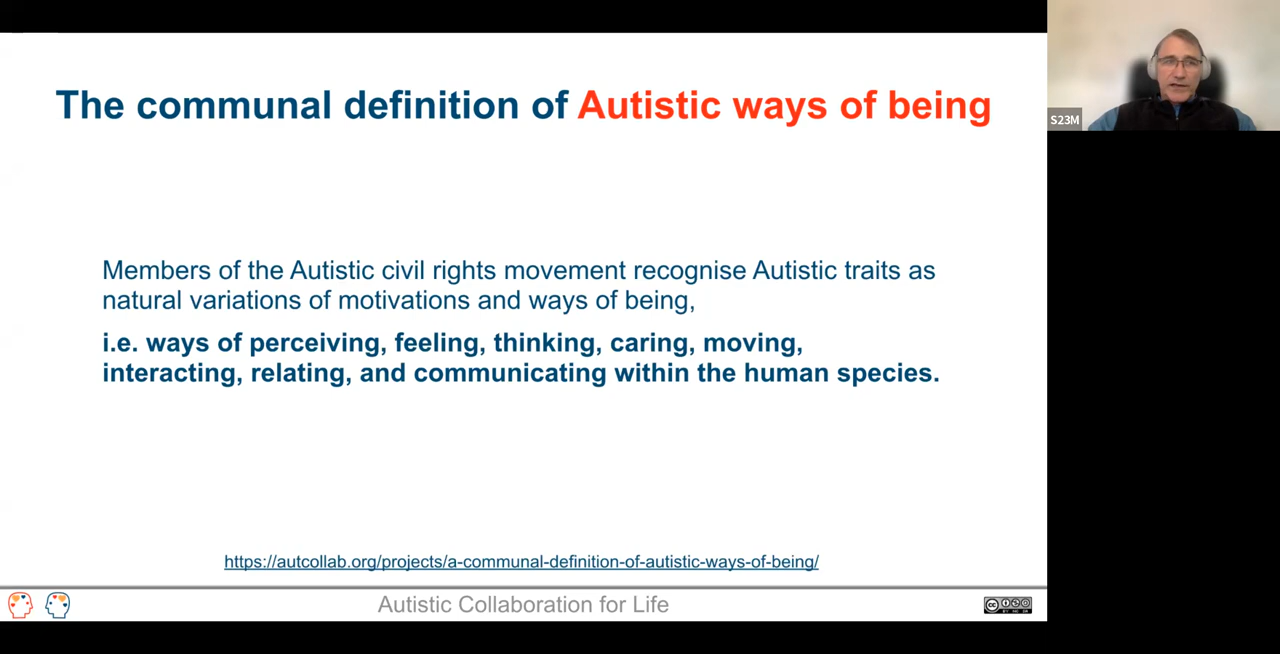 The communal definition of Autistic ways of being
S23M
Members of the Autistic civil rights movement recognise Autistic traits as
natural variations of motivations and ways of being,
i.e. ways of perceiving, feeling, thinking, caring, moving,
interacting, relating, and communicating within the human species.
https://autcollab.org/projects/a-communal-definition-of-autistic-ways-of-being/
Autistic Collaboration for Life